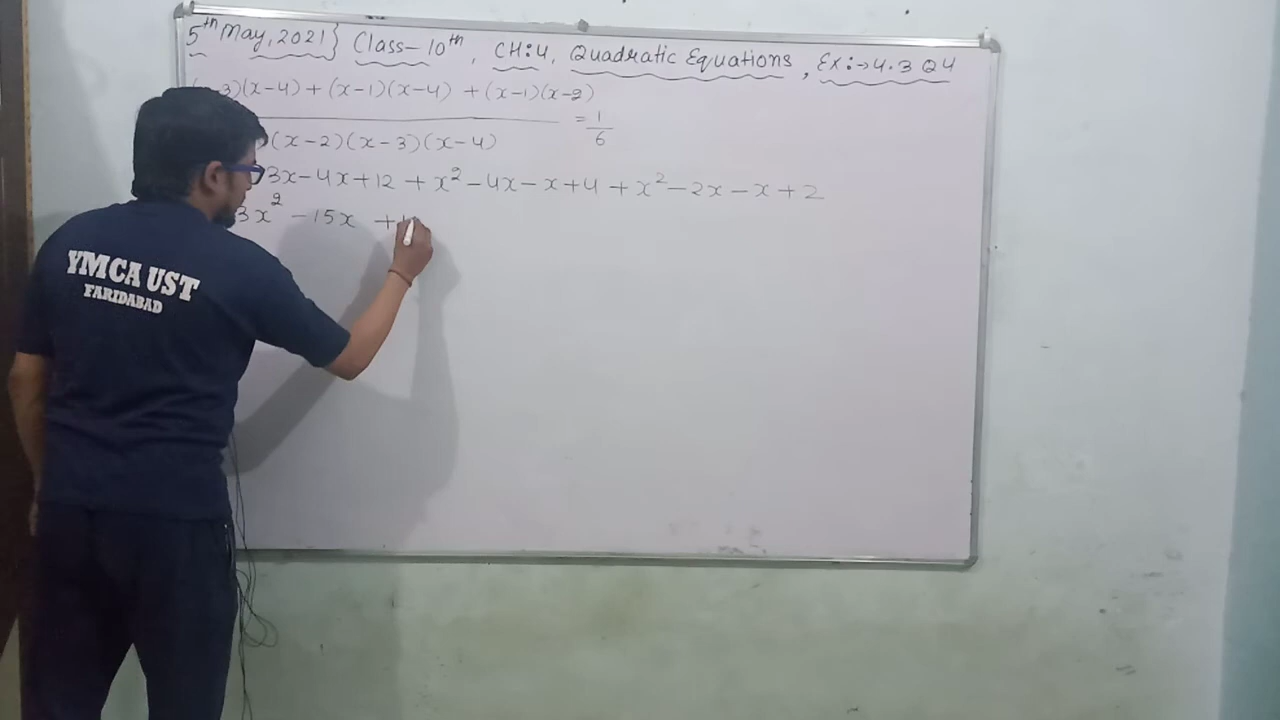 5th May, 2021} Class-10th, CH:4, Quadratic Equations, Ex:→4.3 Q4
3)(x-4) + (x-1)(x-4) + (x-1)(x-2)
= 1/6
(x-2)(x-3)(x-4)
3x-4x+12 + x²-4x-x+4 + x²-2x-x+2
3x² -15x +
YMCA UST
FARIDABAD